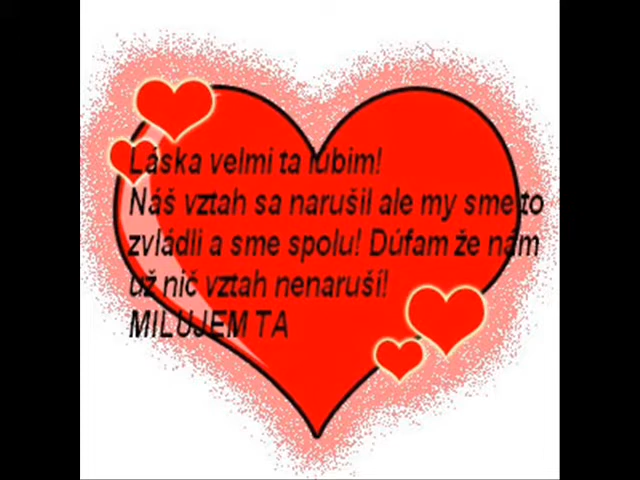 Láska velmi ta lubim!
Náš vztah sa narušil ale my sme to
zvládli a sme spolu! Dúfam že nám
už nič vztah nenaruší!
MILUJEM TA